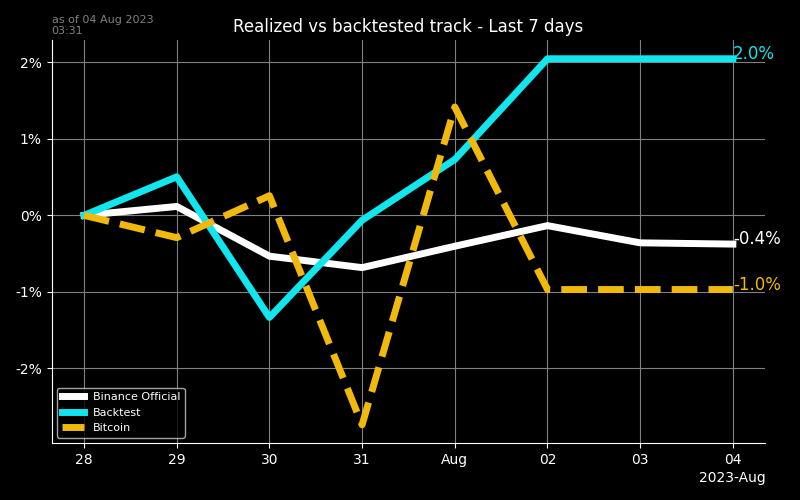 as of 04 Aug 2023
03:31
Realized vs backtested track - Last 7 days
2%
1%
0%
-1%
-2%
2.0%
-0.4%
-1.0%
Binance Official
Backtest
Bitcoin
28 29 30 31 Aug 02 03 04
2023-Aug